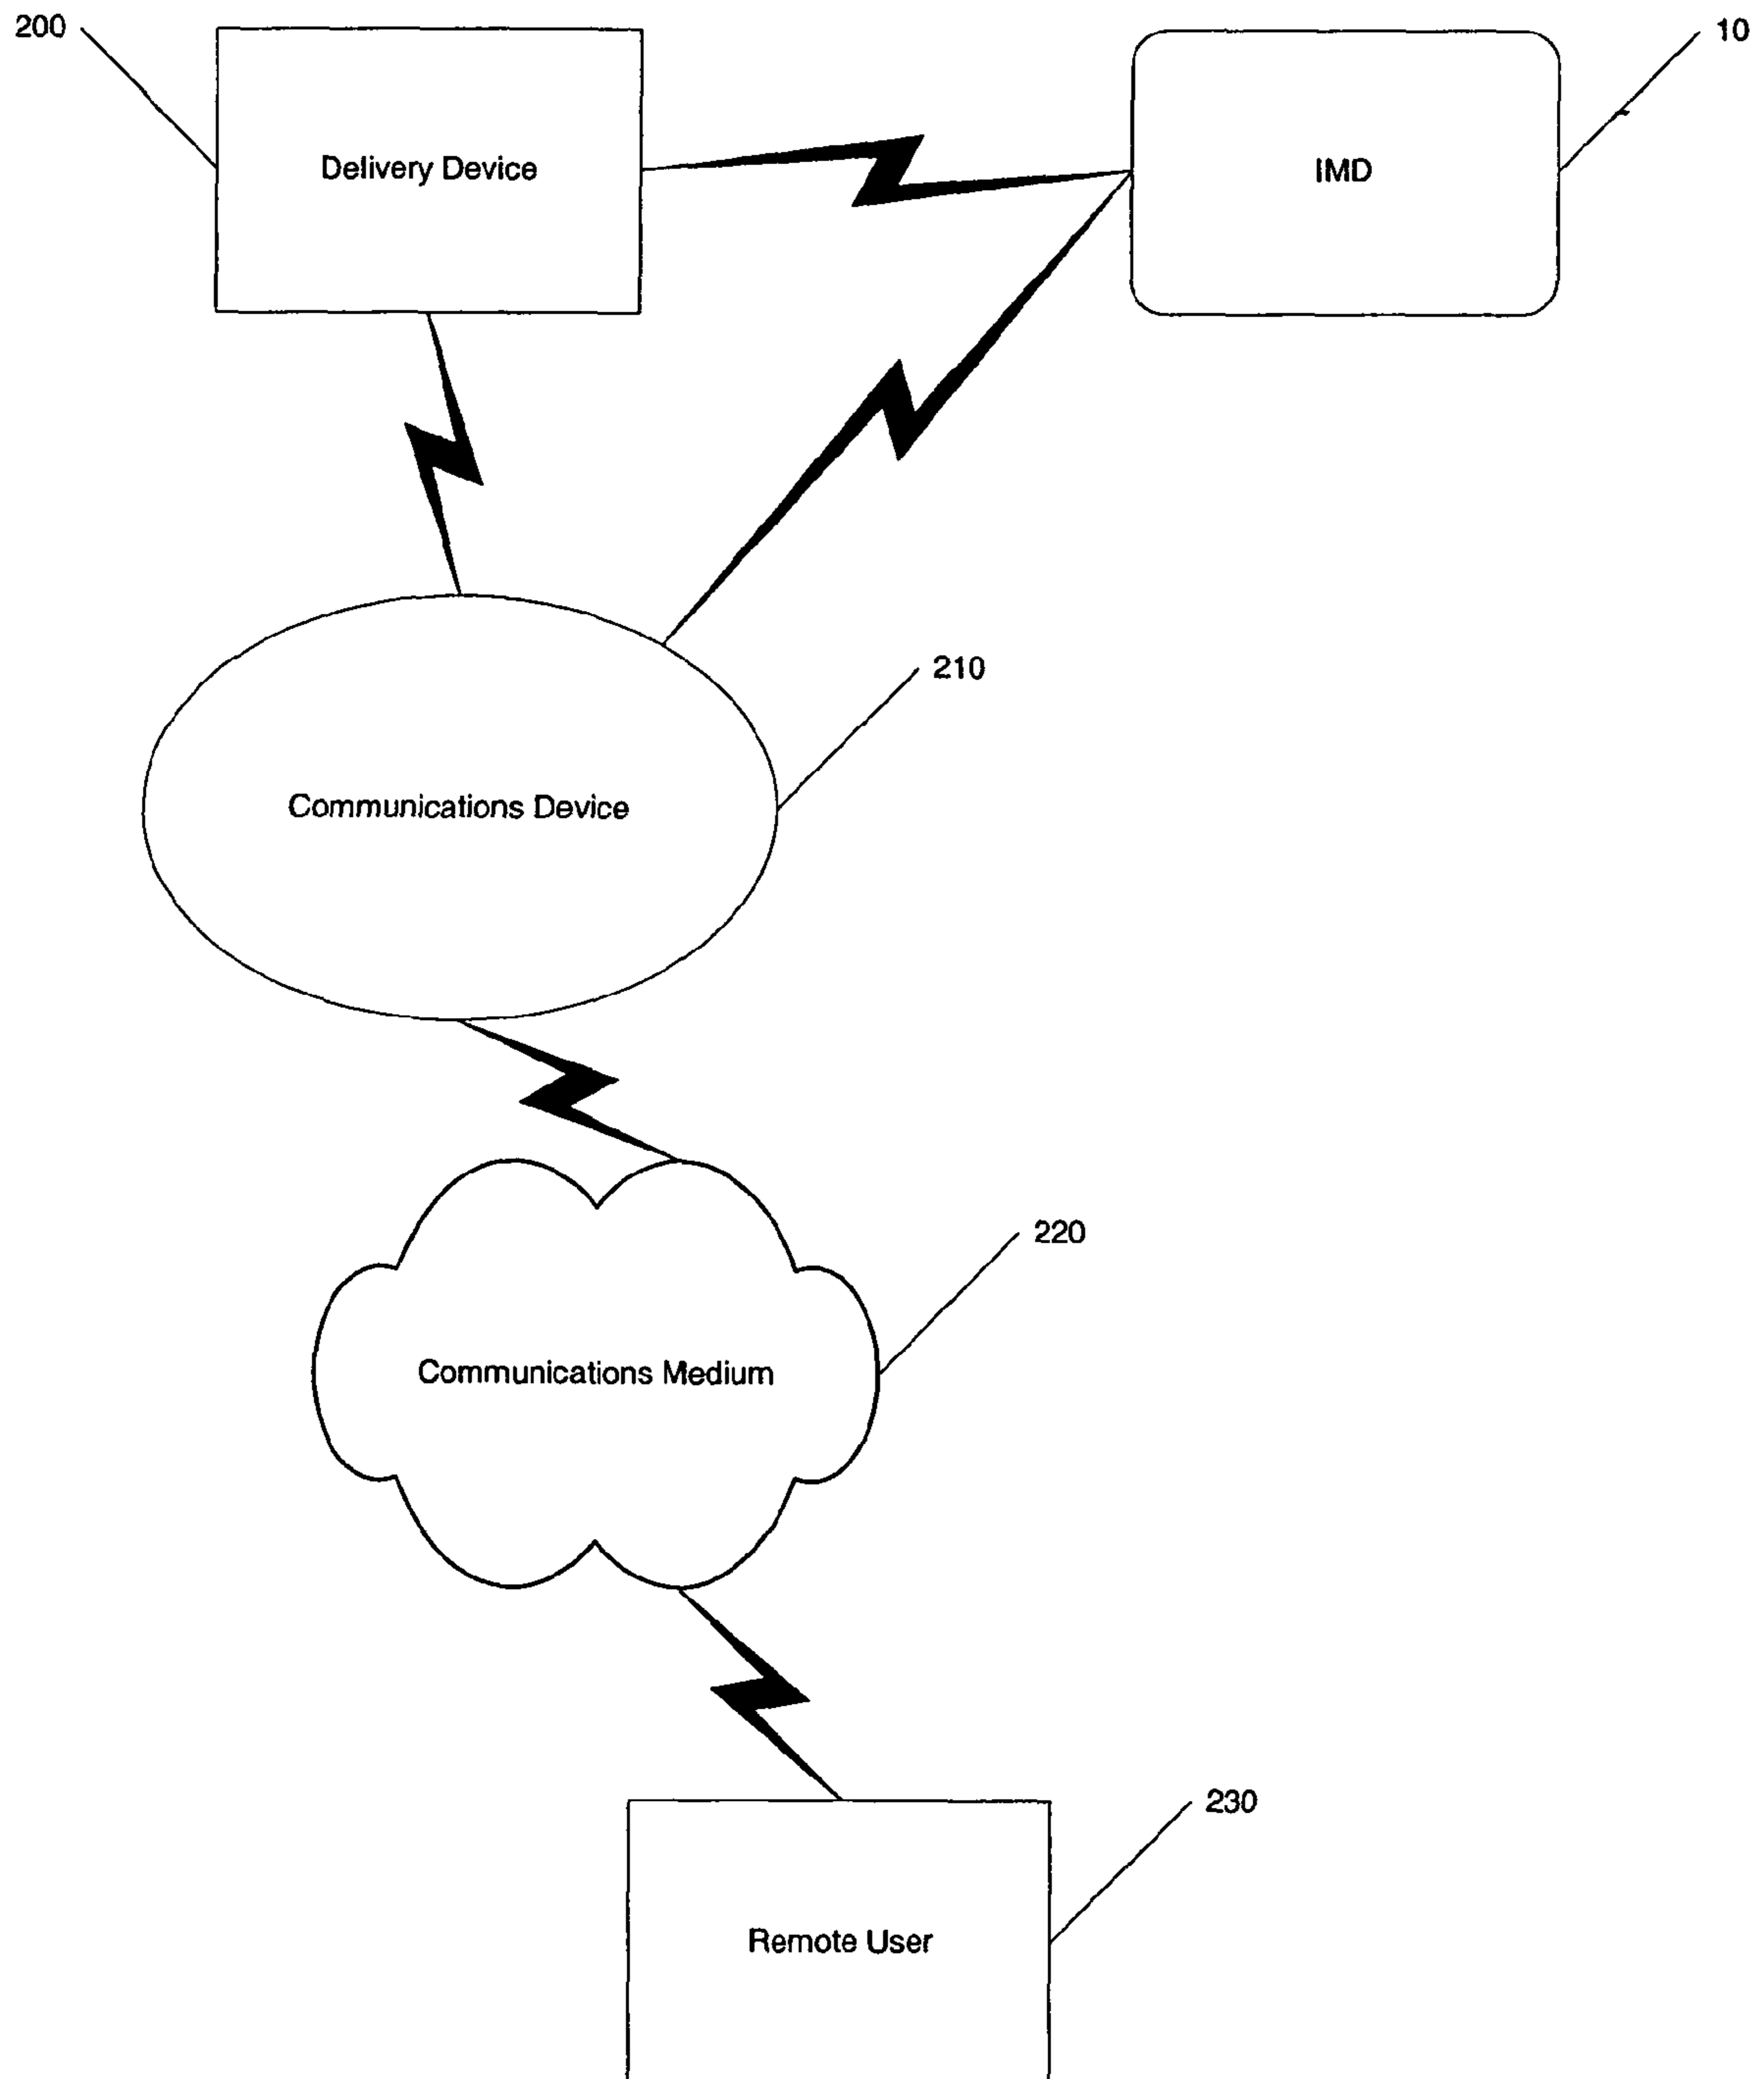 200
10
Delivery Device
IMD
210
Communications Device
220
Communications Medium
230
Remote User